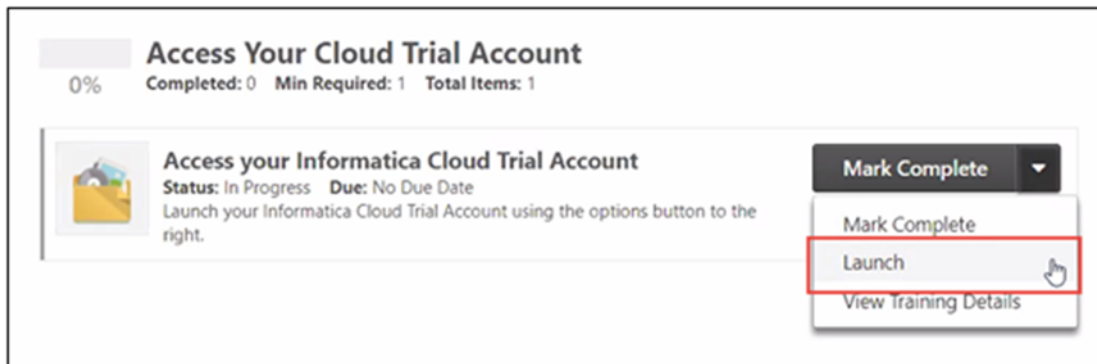 Access Your Cloud Trial Account
0%
Completed: 0 Min Required: 1 Total Items: 1
Access your Informatica Cloud Trial Account
Status: In Progress Due: No Due Date
Launch your Informatica Cloud Trial Account using the options button to the
right.
Mark Complete
Mark Complete
Launch
View Training Details